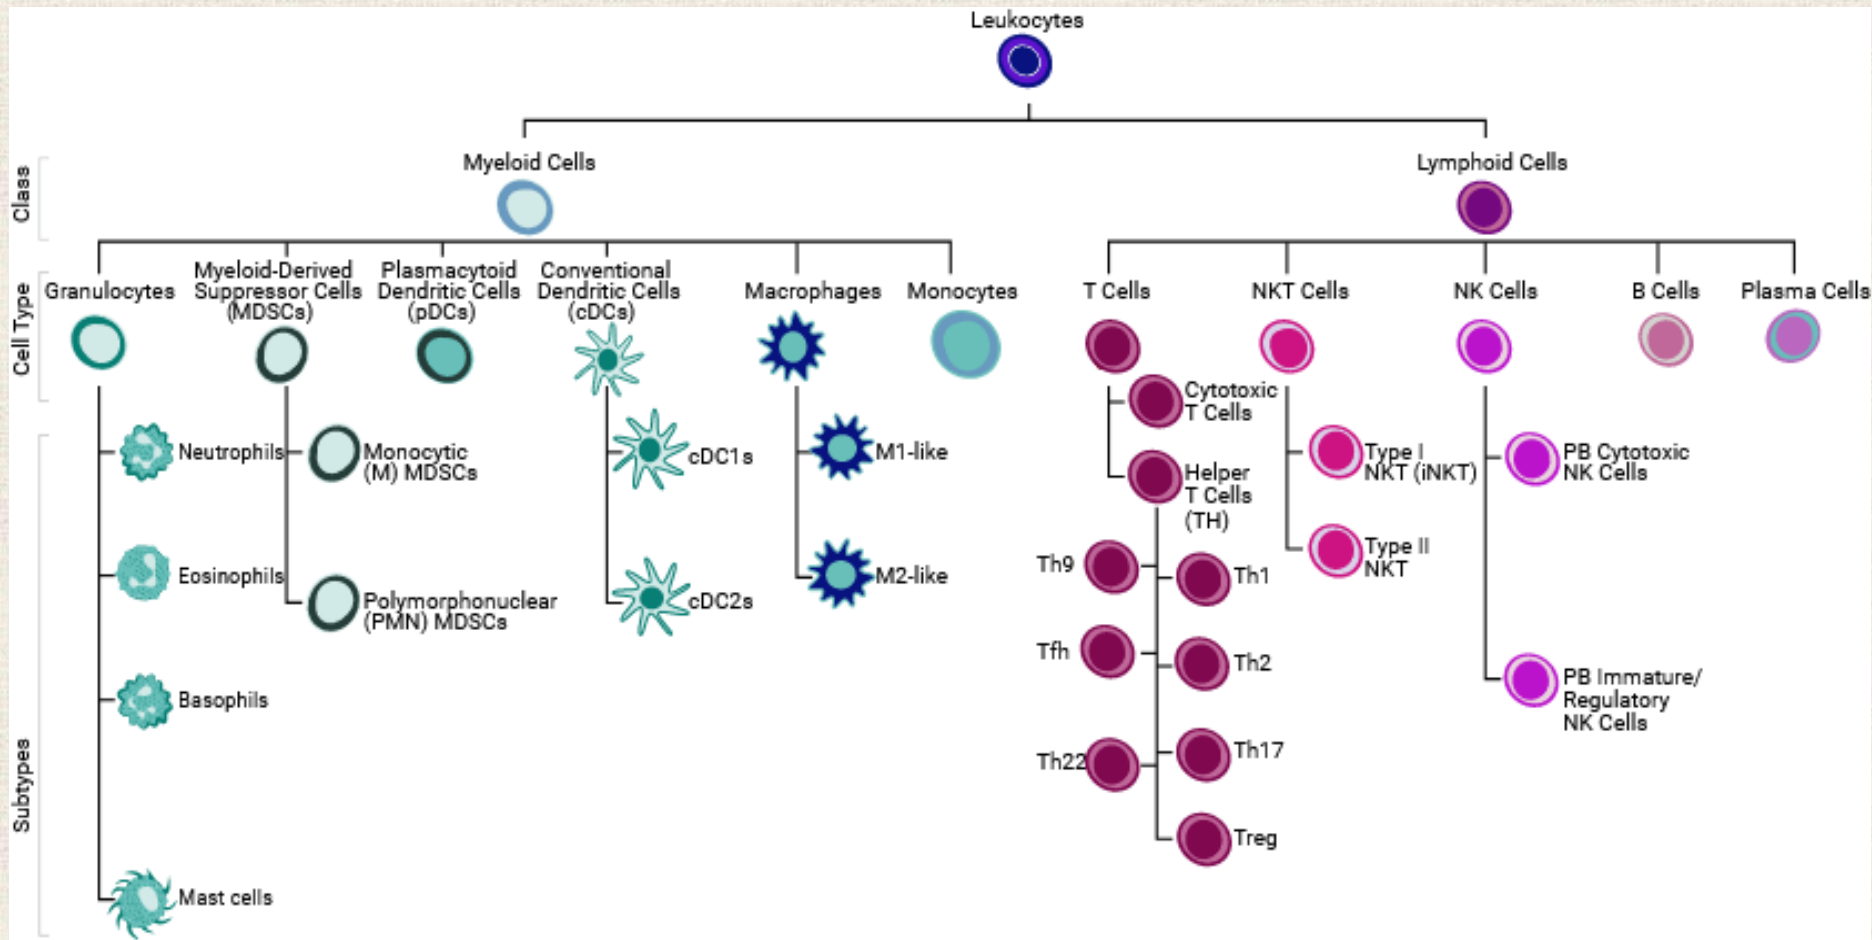 Leukocytes
Myeloid Cells
Lymphoid Cells
Class
Cell Type
Granulocytes
Myeloid-Derived
Suppressor Cells
(MDSCs)
Plasmacytoid
Dendritic Cells
(pDCs)
Conventional
Dendritic Cells
(cDCs)
Macrophages
Monocytes
T Cells
NKT Cells
NK Cells
B Cells
Plasma Cells
Subtypes
Neutrophils
Eosinophils
Basophils
Mast cells
Monocytic
(M) MDSCs
Polymorphonuclear
(PMN) MDSCs
cDC1s
cDC2s
M1-like
M2-like
Cytotoxic
T Cells
Helper
T Cells
(TH)
Th9
Th1
Tfh
Th2
Th22
Th17
Treg
Type I
NKT (iNKT)
Type II
NKT
PB Cytotoxic
NK Cells
PB Immature/
Regulatory
NK Cells